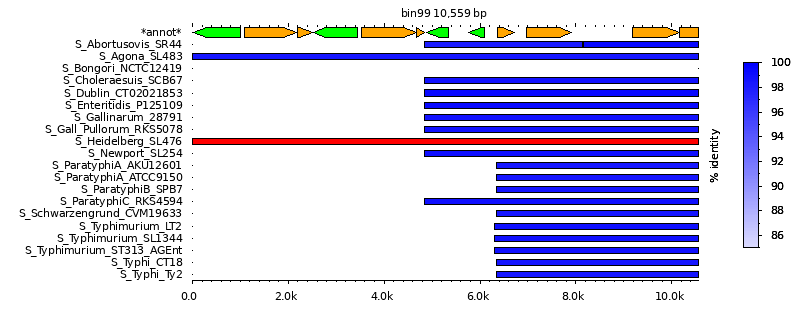 bin99 10,559 bp
*annot*
S_Abortusovis_SR44
S_Agona_SL483
S_Bongori_NCTC12419
S_Choleraesuis_SCB67
S_Dublin_CT02021853
S_Enteritidis_P125109
S_Gallinarum_28791
S_Gall_Pullorum_RKS5078
S_Heidelberg_SL476
S_Newport_SL254
S_ParatyphiA_AKU12601
S_ParatyphiA_ATCC9150
S_ParatyphiB_SPB7
S_ParatyphiC_RKS4594
S_Schwarzengrund_CVM19633
S_Typhimurium_LT2
S_Typhimurium_SL1344
S_Typhimurium_ST313_AGEnt
S_Typhi_CT18
S_Typhi_Ty2
0.0 2.0k 4.0k 6.0k 8.0k 10.0k
% identity
100
98
96
94
92
90
88
86